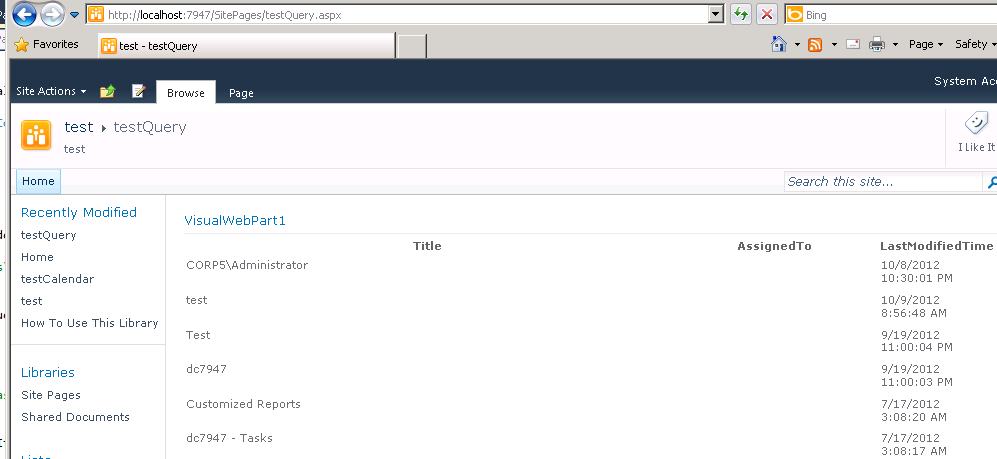 http://localhost:7947/SitePages/testQuery.aspx
Bing
Favorites
test - testQuery
Page
Safety
Site Actions
Browse
Page
System Acc
test ▸ testQuery
test
I Like It
Home
Search this site...
Recently Modified
testQuery
Home
testCalendar
test
How To Use This Library
Libraries
Site Pages
Shared Documents
Lists
VisualWebPart1
Title AssignedTo LastModifiedTime
CORP5\Administrator 10/8/2012
10:30:01 PM
test 10/9/2012
8:56:48 AM
Test 9/19/2012
11:00:04 PM
dc7947 9/19/2012
11:00:03 PM
Customized Reports 7/17/2012
3:08:20 AM
dc7947 - Tasks 7/17/2012
3:08:17 AM